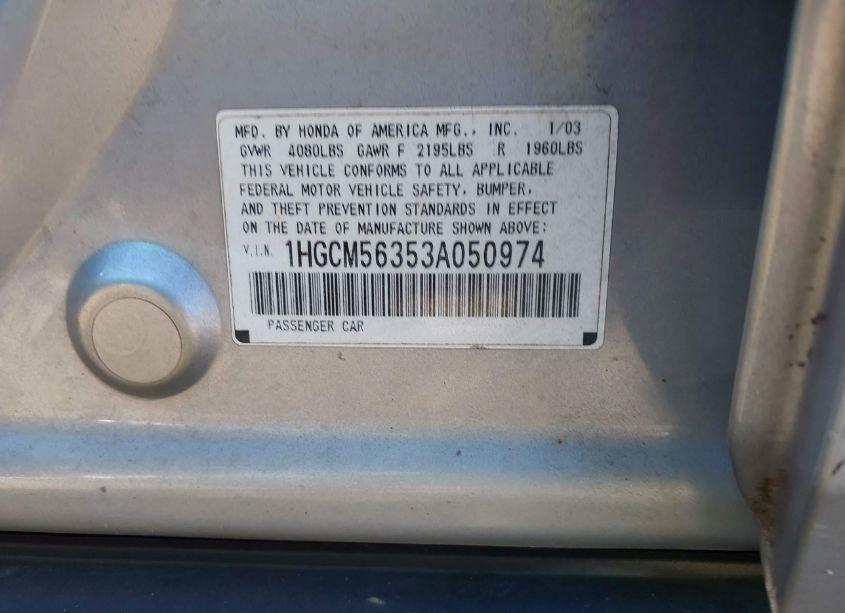 MFD. BY HONDA OF AMERICA MFG., INC. 1/03
GVWR 4080LBS GAWR F 2195LBS R 1960LBS
THIS VEHICLE CONFORMS TO ALL APPLICABLE
FEDERAL MOTOR VEHICLE SAFETY, BUMPER,
AND THEFT PREVENTION STANDARDS IN EFFECT
ON THE DATE OF MANUFACTURE SHOWN ABOVE:
V.I.N. 1HGCM56353A050974
PASSENGER CAR